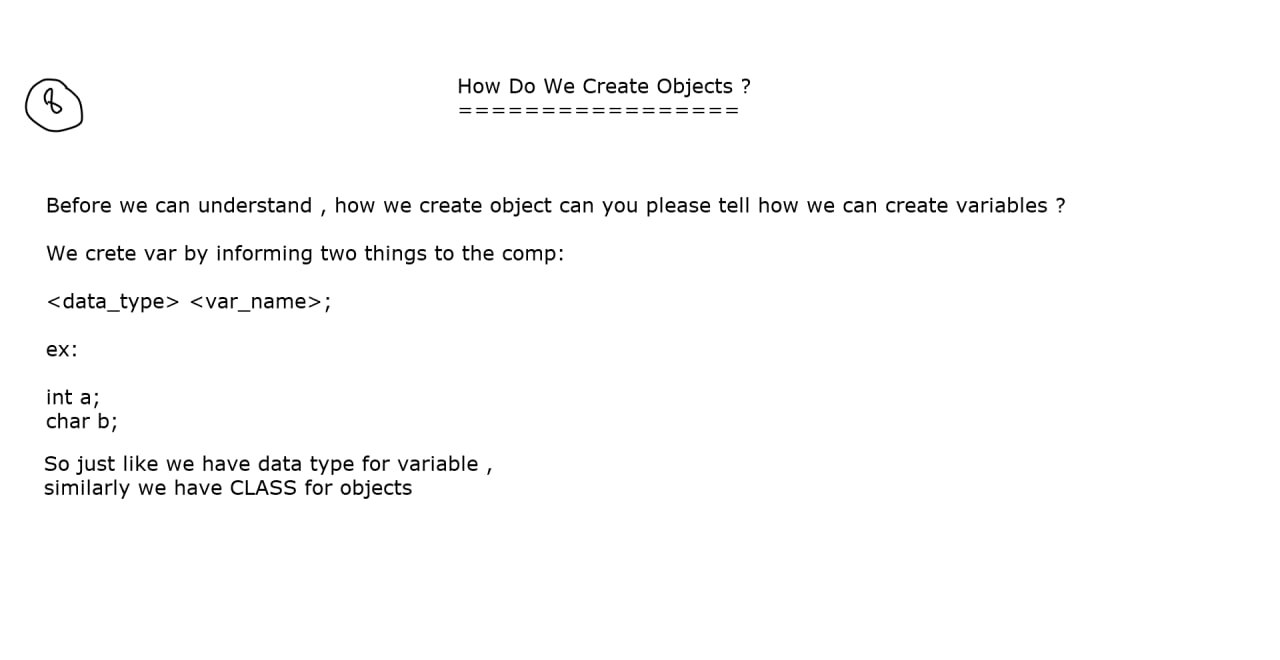 8
How Do We Create Objects ?
=================
Before we can understand , how we create object can you please tell how we can create variables ?
We crete var by informing two things to the comp:
<data_type> <var_name>;
ex:
int a;
char b;
So just like we have data type for variable ,
similarly we have CLASS for objects